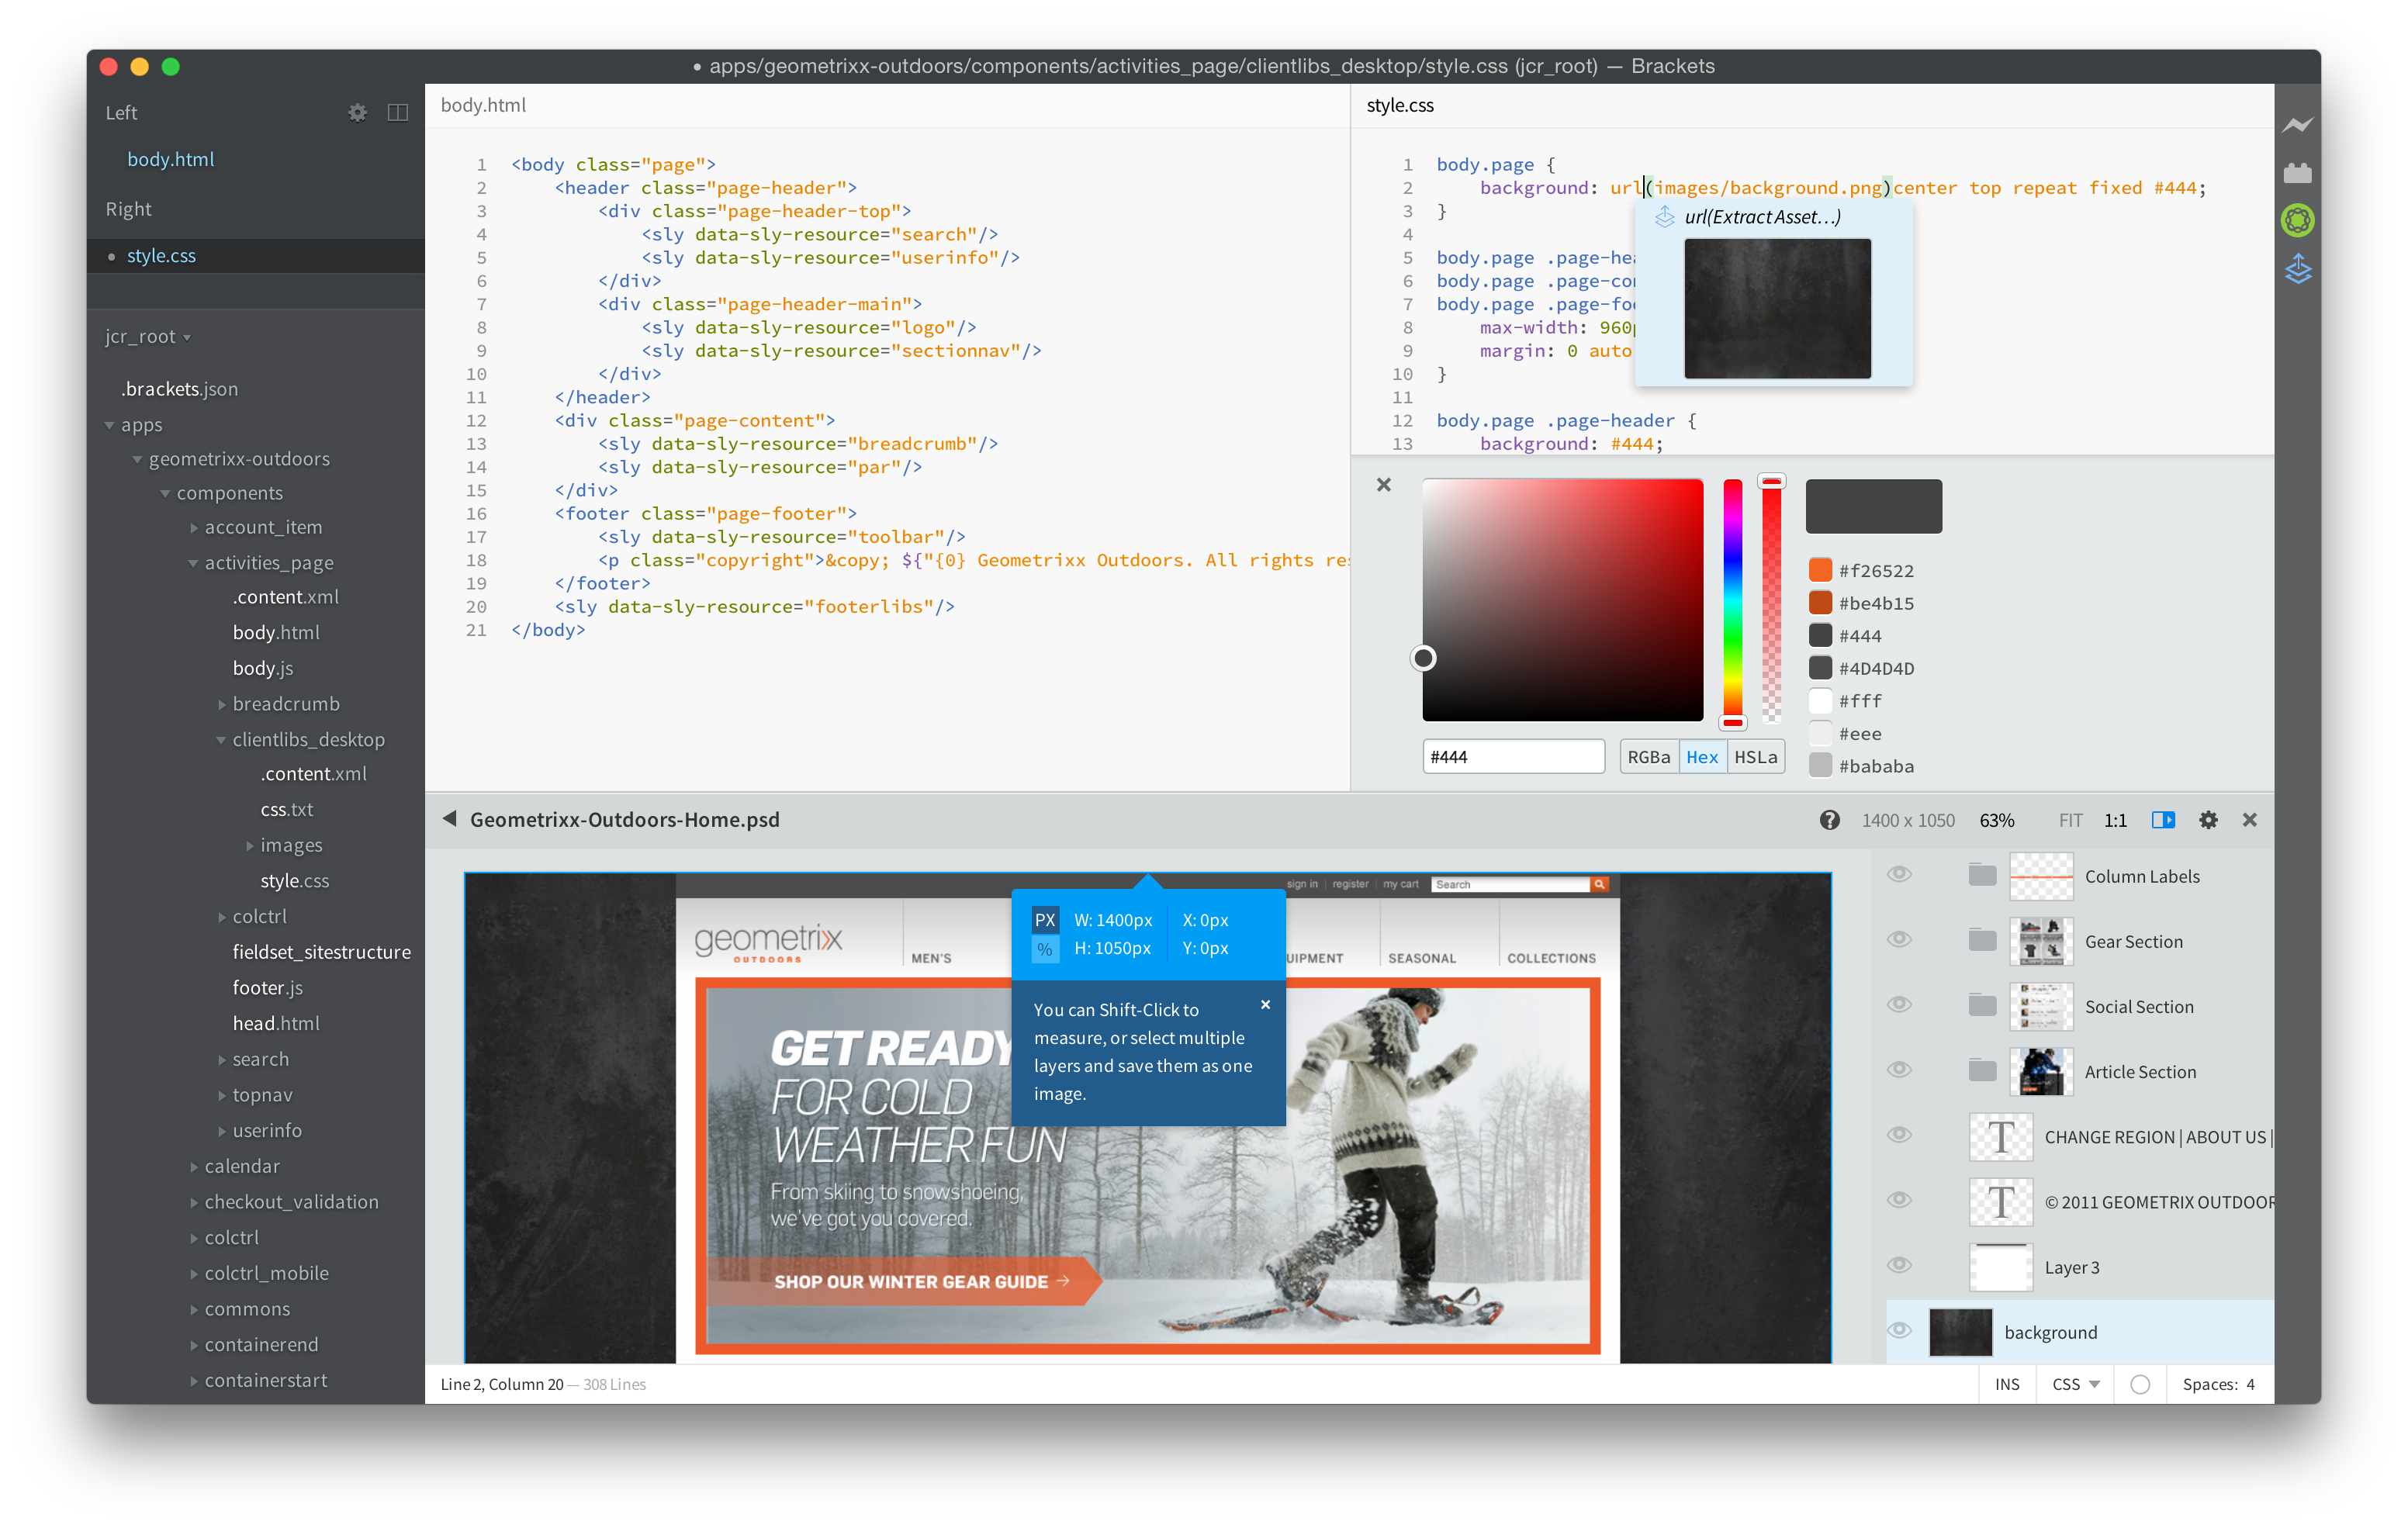 • apps/geometrixx-outdoors/components/activities_page/clientlibs_desktop/style.css (jcr_root) — Brackets
Left
body.html
Right
• style.css
jcr_root
.brackets.json
apps
geometrixx-outdoors
components
account_item
activities_page
.content.xml
body.html
body.js
breadcrumb
clientlibs_desktop
.content.xml
css.txt
images
style.css
colctrl
fieldset_sitestructure
footer.js
head.html
search
topnav
userinfo
calendar
checkout_validation
colctrl
colctrl_mobile
commons
containerend
containerstart
body.html
1 <body class="page">
2 <header class="page-header">
3 <div class="page-header-top">
4 <sly data-sly-resource="search"/>
5 <sly data-sly-resource="userinfo"/>
6 </div>
7 <div class="page-header-main">
8 <sly data-sly-resource="logo"/>
9 <sly data-sly-resource="sectionnav"/>
10 </div>
11 </header>
12 <div class="page-content">
13 <sly data-sly-resource="breadcrumb"/>
14 <sly data-sly-resource="par"/>
15 </div>
16 <footer class="page-footer">
17 <sly data-sly-resource="toolbar"/>
18 <p class="copyright">&copy; ${"{0} Geometrixx Outdoors. All rights res
19 </footer>
20 <sly data-sly-resource="footerlibs"/>
21 </body>
style.css
1 body.page {
2 background: url(images/background.png)center top repeat fixed #444;
3 }
4
5 body.page .page-hea
6 body.page .page-con
7 body.page .page-foo
8 max-width: 960p
9 margin: 0 auto
10 }
11
12 body.page .page-header {
13 background: #444;
url(Extract Asset…)
#444
RGBa Hex HSLa
#f26522
#be4b15
#444
#4D4D4D
#fff
#eee
#bababa
Geometrixx-Outdoors-Home.psd
1400 x 1050 63% FIT 1:1
sign in | register | my cart Search
geometrixx
OUTDOORS
MEN'S
UIPMENT
SEASONAL
COLLECTIONS
PX W: 1400px X: 0px
% H: 1050px Y: 0px
You can Shift-Click to
measure, or select multiple
layers and save them as one
image.
GET READY
FOR COLD
WEATHER FUN
From skiing to snowshoeing,
we've got you covered.
SHOP OUR WINTER GEAR GUIDE →
Column Labels
Gear Section
Social Section
Article Section
T CHANGE REGION | ABOUT US |
T © 2011 GEOMETRIX OUTDOOR
Layer 3
background
Line 2, Column 20 — 308 Lines
INS CSS Spaces: 4